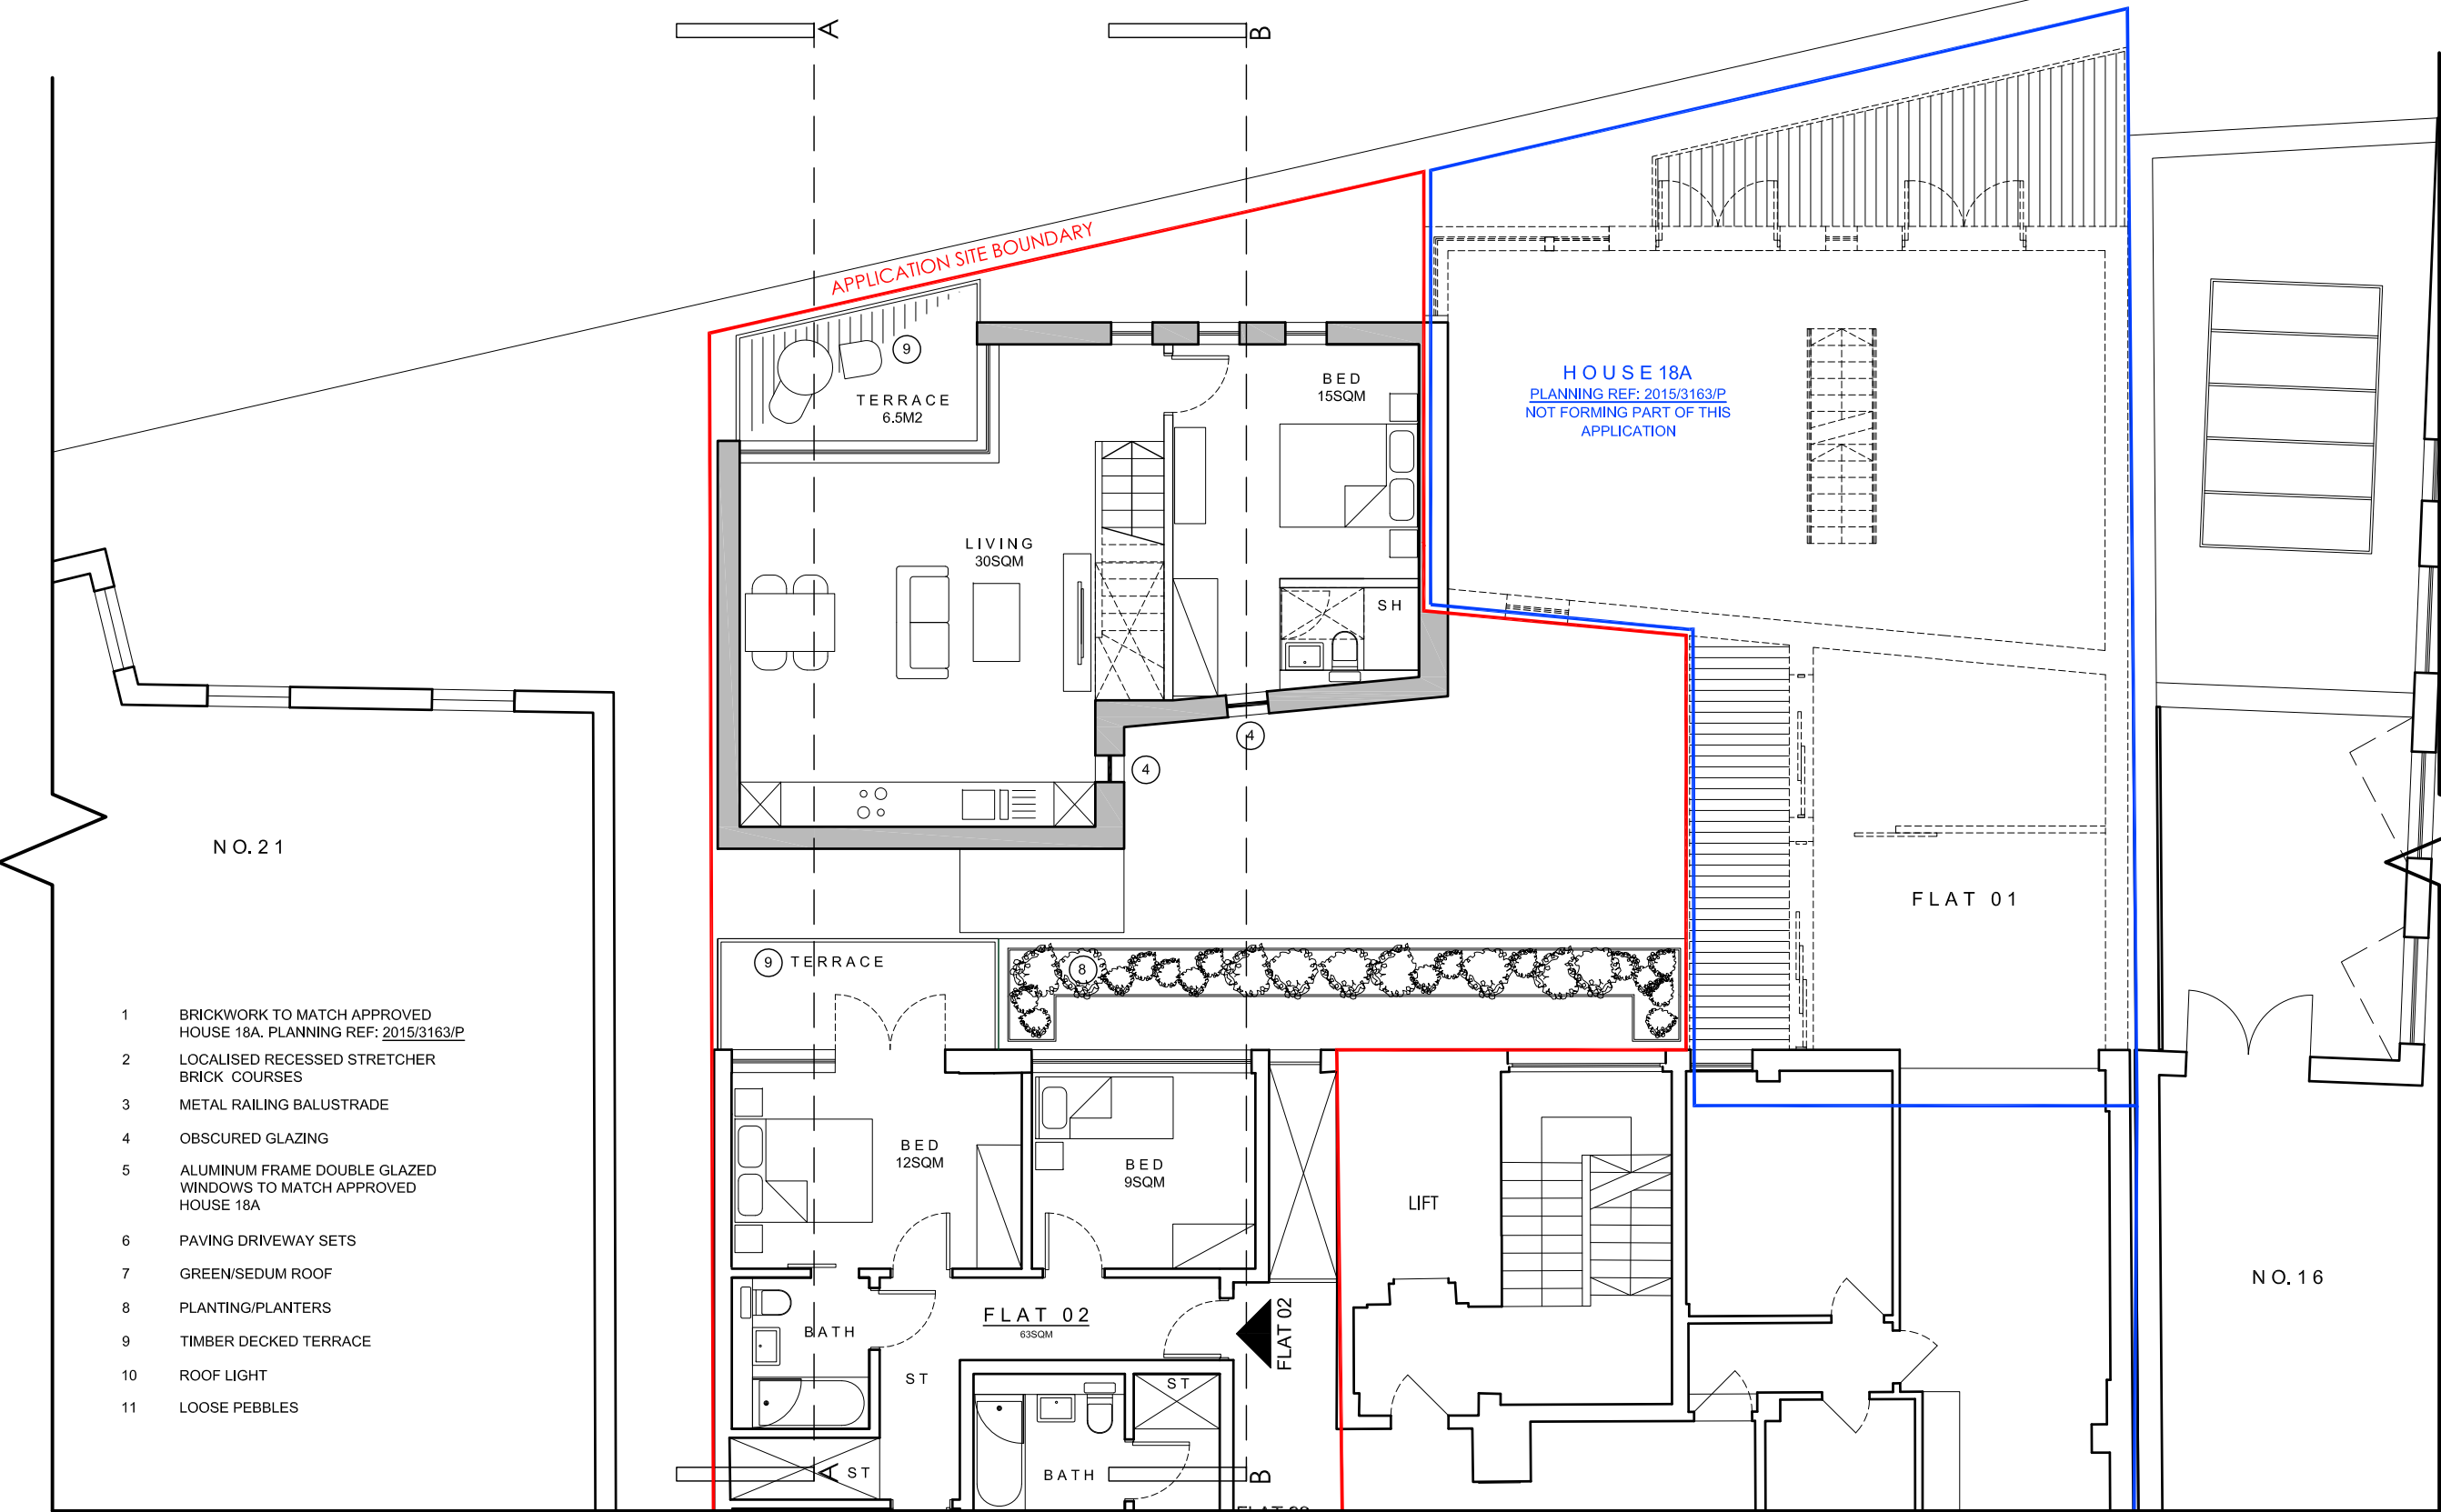 A
B
APPLICATION SITE BOUNDARY
9
TERRACE
6.5M2
BED
15SQM
HOUSE 18A
PLANNING REF: 2015/3163/P
NOT FORMING PART OF THIS
APPLICATION
LIVING
30SQM
SH
4
4
NO.21
FLAT 01
9 TERRACE
8
1 BRICKWORK TO MATCH APPROVED
HOUSE 18A. PLANNING REF: 2015/3163/P
2 LOCALISED RECESSED STRETCHER
BRICK COURSES
3 METAL RAILING BALUSTRADE
4 OBSCURED GLAZING
5 ALUMINUM FRAME DOUBLE GLAZED
WINDOWS TO MATCH APPROVED
HOUSE 18A
6 PAVING DRIVEWAY SETS
7 GREEN/SEDUM ROOF
8 PLANTING/PLANTERS
9 TIMBER DECKED TERRACE
10 ROOF LIGHT
11 LOOSE PEBBLES
BED
12SQM
BED
9SQM
LIFT
NO.16
BATH
FLAT 02
63SQM
FLAT 02
ST
ST
A
ST
BATH
B
FLAT